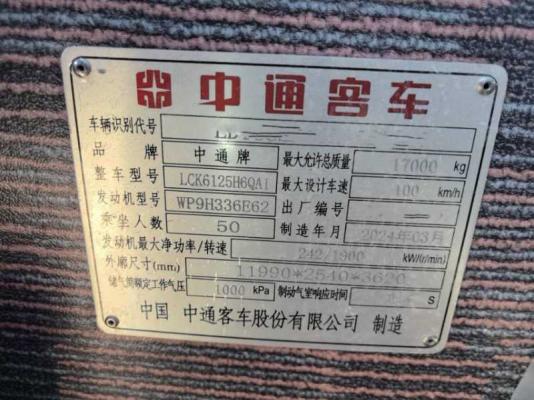 中通客车
车辆识别代号
品牌 中通牌 最大允许总质量 17000 kg
整车型号 LCK6125H6QA1 最大设计车速 100 km/h
发动机型号 WP9H336E62 出厂编号
乘坐人数 50 制造年月 2024年03月
发动机最大净功率/转速 242/1900 kW/(r/min)
外廓尺寸(mm) 11990*2540*3620
储气筒额定工作气压 1000 kPa 制动气室响应时间 S
中国 中通客车股份有限公司 制造